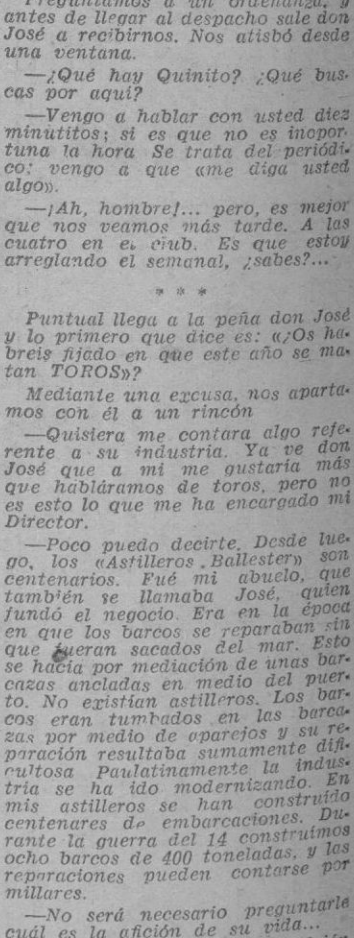 Preguntamos a un ordenanza, y
antes de llegar al despacho sale don
José a recibirnos. Nos atisbó desde
una ventana.
—¿Qué hay Quinito? ¿Qué bus-
cas por aquí?
—Vengo a hablar con usted diez
minutitos; si es que no es inopor-
tuna la hora Se trata del periódi-
co; vengo a que «me diga usted
algo».
—¡Ah, hombre!... pero, es mejor
que nos veamos más tarde. A las
cuatro en el ciub. Es que estoy
arreglando el semanal, ¿sabes?...
* * *
Puntual llega a la peña don José
y lo primero que dice es: «¿Os ha-
breis fijado en que este año se ma-
tan TOROS»?
Mediante una excusa, nos aparta-
mos con él a un rincón
—Quisiera me contara algo refe-
rente a su industria. Ya ve don
José que a mi me gustaría más
que habláramos de toros, pero no
es esto lo que me ha encargado mi
Director.
—Poco puedo decirte. Desde lue-
go, los «Astilleros Ballester» son
centenarios. Fué mi abuelo, que
también se llamaba José, quien
fundó el negocio. Era en la época
en que los barcos se reparaban sin
que fueran sacados del mar. Esto
se hacía por mediación de unas bar-
cazas ancladas en medio del puer-
to. No existían astilleros. Los bar-
cos eran tumbados en las barca-
zas por medio de aparejos y su re-
paración resultaba sumamente difi-
cultosa Paulatinamente la indus-
tria se ha ido modernizando. En
mis astilleros se han construido
centenares de embarcaciones. Du-
rante la guerra del 14 construimos
ocho barcos de 400 toneladas, y las
reparaciones pueden contarse por
millares.
—No será necesario preguntarle
cuál es la afición de su vida...